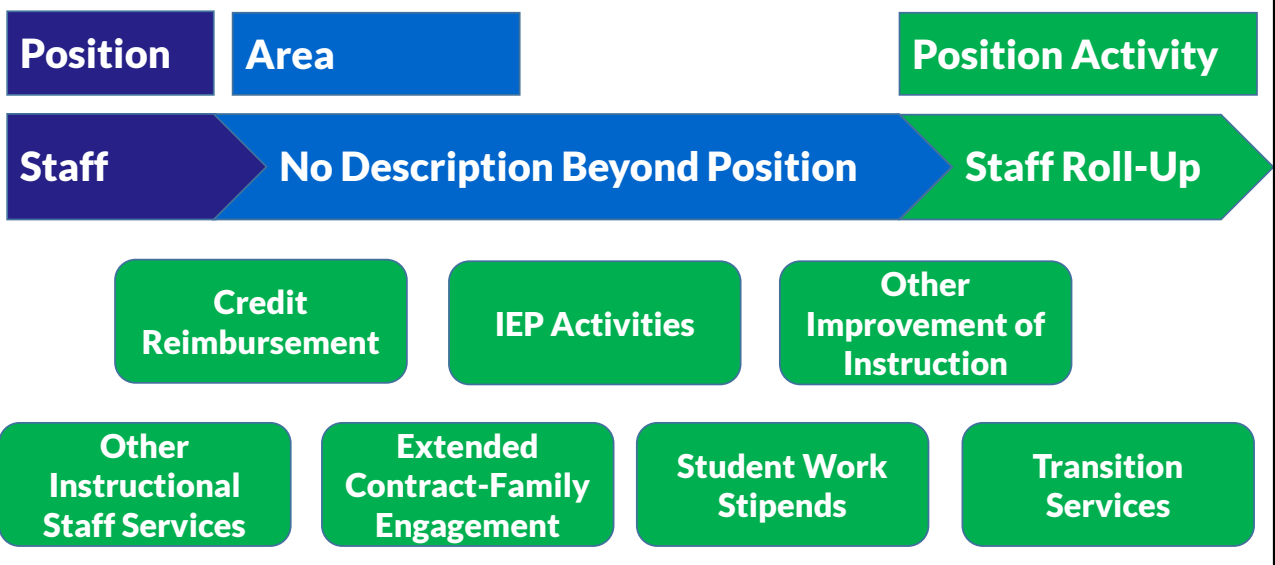 Position
Area
Position Activity
Staff
No Description Beyond Position
Staff Roll-Up
Credit
Reimbursement
IEP Activities
Other
Improvement of
Instruction
Other
Instructional
Staff Services
Extended
Contract-Family
Engagement
Student Work
Stipends
Transition
Services